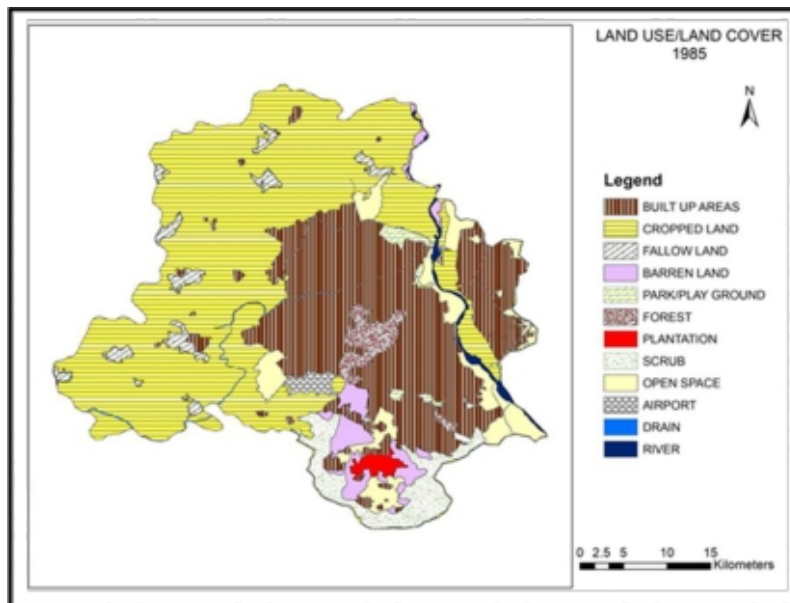 LAND USE/LAND COVER
1985
N
Legend
BUILT UP AREAS
CROPPED LAND
FALLOW LAND
BARREN LAND
PARK/PLAY GROUND
FOREST
PLANTATION
SCRUB
OPEN SPACE
AIRPORT
DRAIN
RIVER
0 2.5 5 10 15
Kilometers